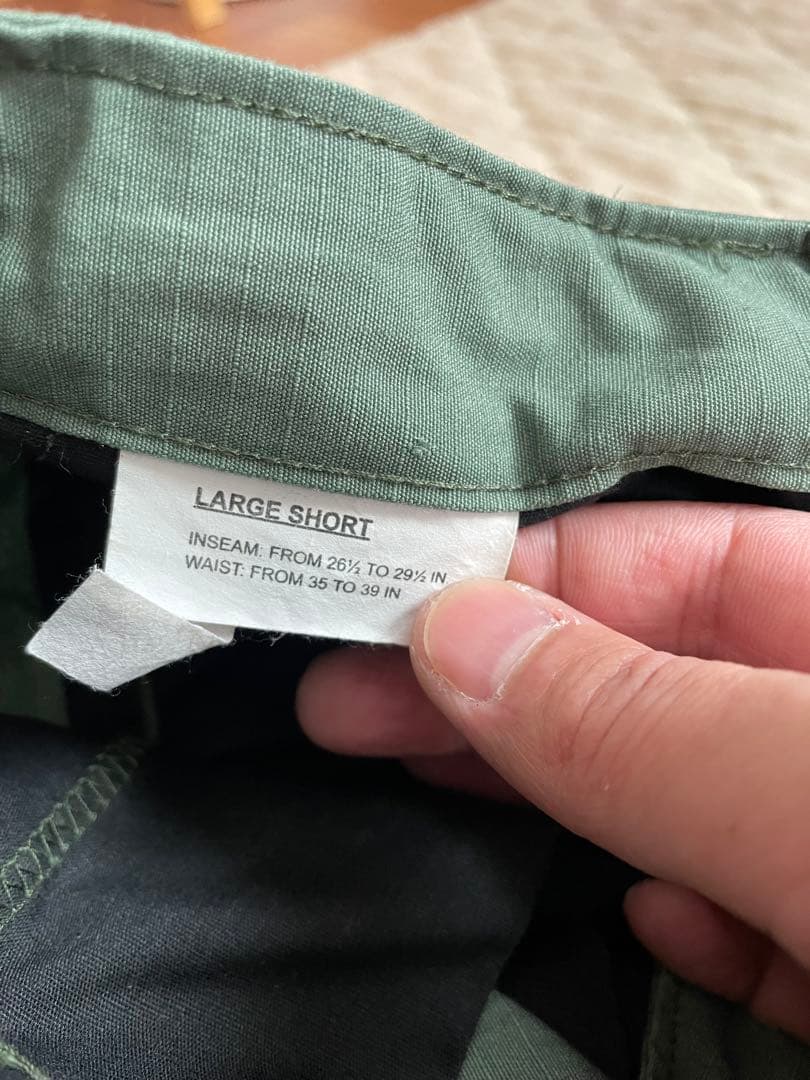 LARGE SHORT
INSEAM: FROM 26½ TO 29½ IN
WAIST: FROM 35 TO 39 IN